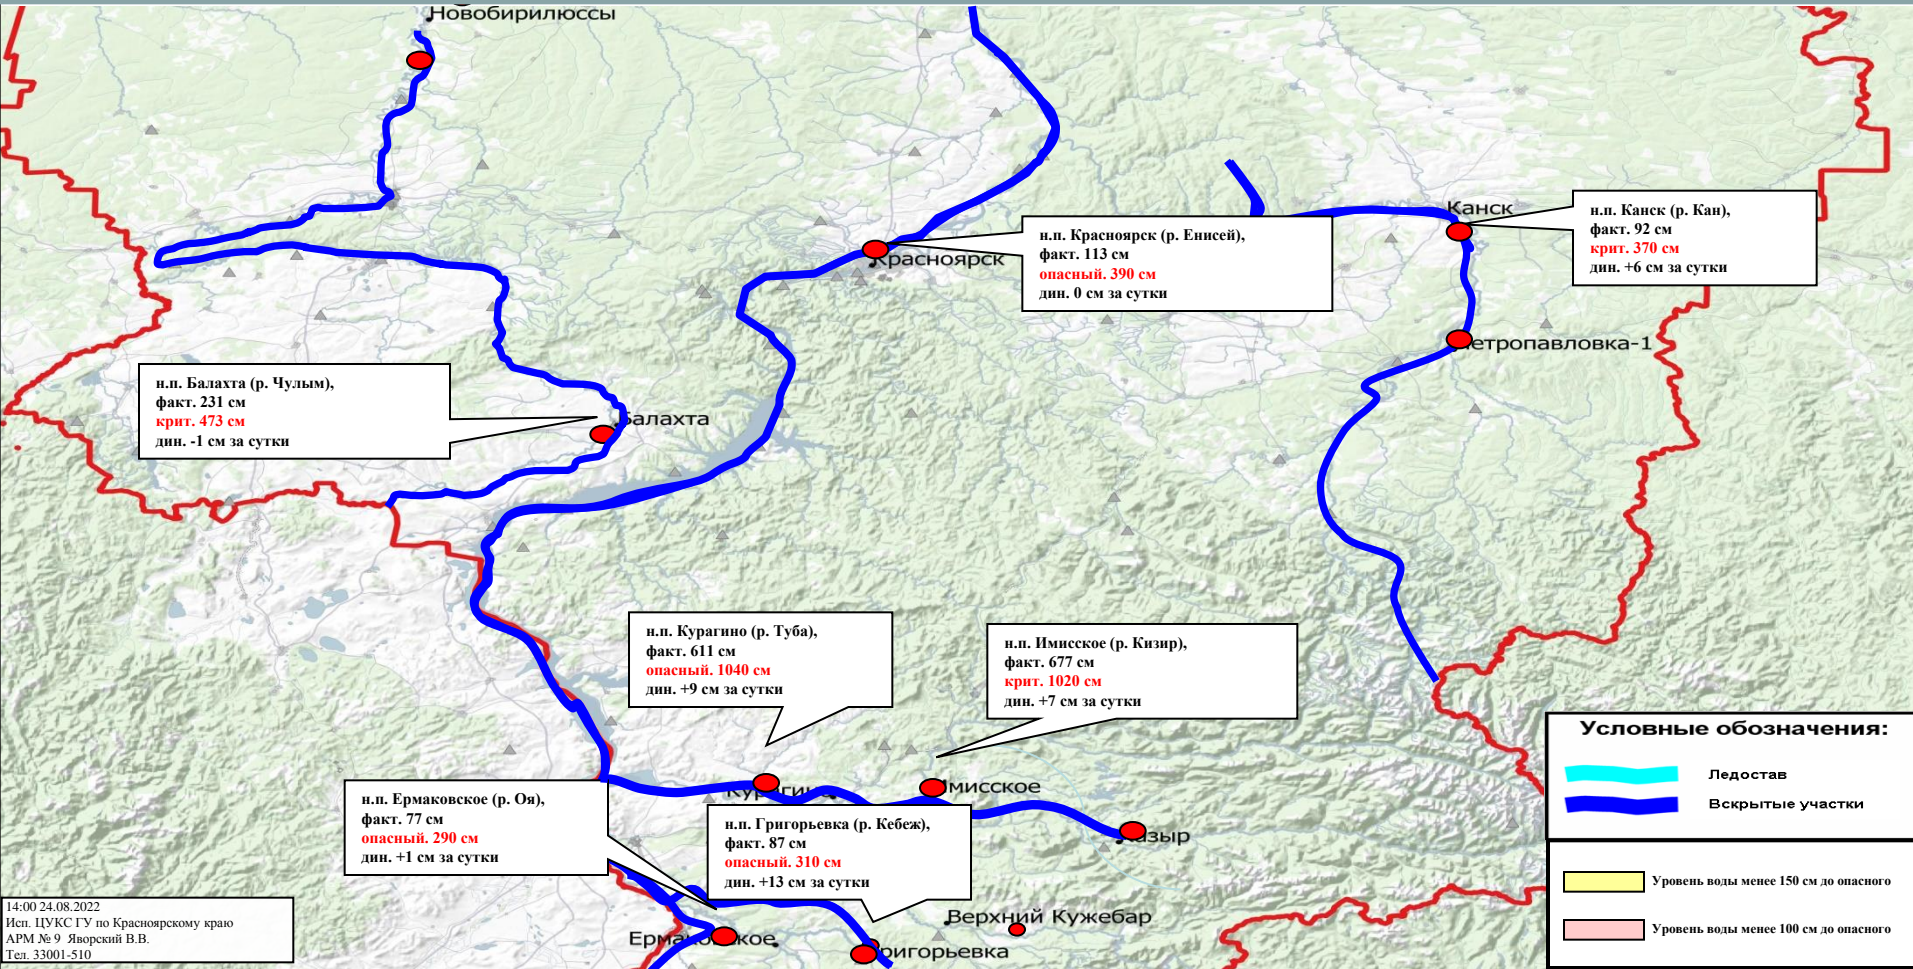 Новобирилюссы
Канск
н.п. Канск (р. Кан),
факт. 92 см
крит. 370 см
дин. +6 см за сутки
н.п. Красноярск (р. Енисей),
факт. 113 см
опасный. 390 см
дин. 0 см за сутки
Красноярск
Петропавловка-1
н.п. Балахта (р. Чулым),
факт. 231 см
крит. 473 см
дин. -1 см за сутки
Балахта
н.п. Курагино (р. Туба),
факт. 611 см
опасный. 1040 см
дин. +9 см за сутки
н.п. Имисское (р. Кизир),
факт. 677 см
крит. 1020 см
дин. +7 см за сутки
Курагино
Имисское
Казыр
н.п. Ермаковское (р. Оя),
факт. 77 см
опасный. 290 см
дин. +1 см за сутки
н.п. Григорьевка (р. Кебеж),
факт. 87 см
опасный. 310 см
дин. +13 см за сутки
Верхний Кужебар
Ермаковское
Григорьевка
Условные обозначения:
Ледостав
Вскрытые участки
Уровень воды менее 150 см до опасного
Уровень воды менее 100 см до опасного
14:00 24.08.2022
Исп. ЦУКС ГУ по Красноярскому краю
АРМ № 9 Яворский В.В.
Тел. 33001-510